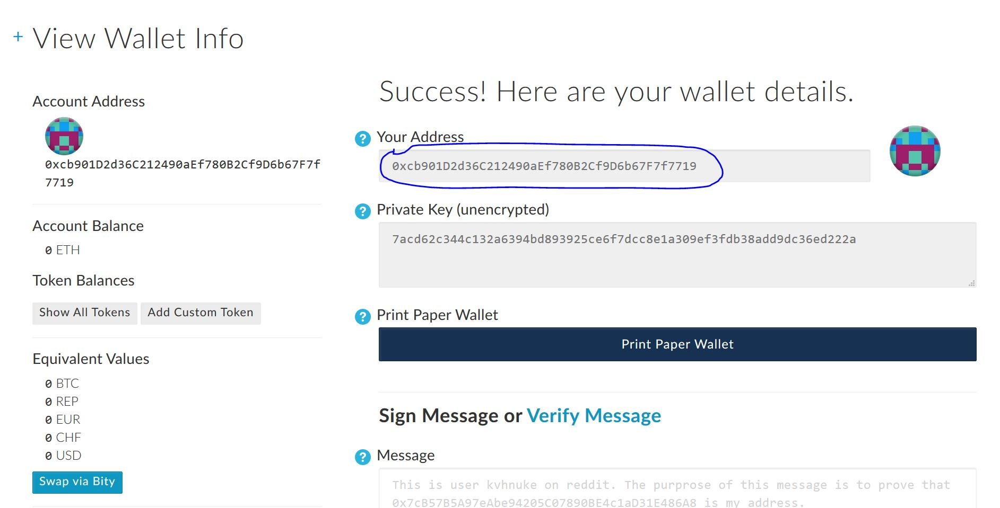 + View Wallet Info
Account Address
0xcb901D2d36C212490aEf780B2Cf9D6b67F7f
7719
Account Balance
0 ETH
Token Balances
Show All Tokens
Add Custom Token
Equivalent Values
0 BTC
0 REP
0 EUR
0 CHF
0 USD
Swap via Bity
Success! Here are your wallet details.
? Your Address
0xcb901D2d36C212490aEf780B2Cf9D6b67F7f7719
? Private Key (unencrypted)
7acd62c344c132a6394bd893925ce6f7dcc8e1a309ef3fdb38add9dc36ed222a
? Print Paper Wallet
Print Paper Wallet
Sign Message or Verify Message
? Message
This is user kvhnuke on reddit. The purprose of this message is to prove that
0x7cB57B5A97eAbe94205C07890BE4c1aD31E486A8 is my address.